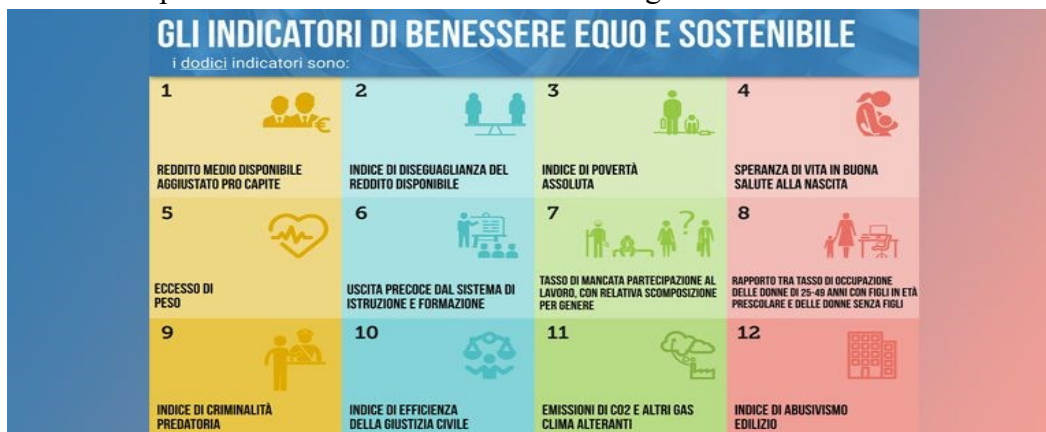 GLI INDICATORI DI BENESSERE EQUO E SOSTENIBILE
i dodici indicatori sono:
1
REDDITO MEDIO DISPONIBILE
AGGIUSTATO PRO CAPITE
2
INDICE DI DISEGUAGLIANZA DEL
REDDITO DISPONIBILE
3
INDICE DI POVERTÀ
ASSOLUTA
4
SPERANZA DI VITA IN BUONA
SALUTE ALLA NASCITA
5
ECCESSO DI
PESO
6
USCITA PRECOCE DAL SISTEMA DI
ISTRUZIONE E FORMAZIONE
7
TASSO DI MANCATA PARTECIPAZIONE AL
LAVORO, CON RELATIVA SCOMPOSIZIONE
PER GENERE
8
RAPPORTO TRA TASSO DI OCCUPAZIONE
DELLE DONNE DI 25-49 ANNI CON FIGLI IN ETÀ
PRESCOLARE E DELLE DONNE SENZA FIGLI
9
INDICE DI CRIMINALITÀ
PREDATORIA
10
INDICE DI EFFICIENZA
DELLA GIUSTIZIA CIVILE
11
EMISSIONI DI CO2 E ALTRI GAS
CLIMA ALTERANTI
12
INDICE DI ABUSIVISMO
EDILIZIO